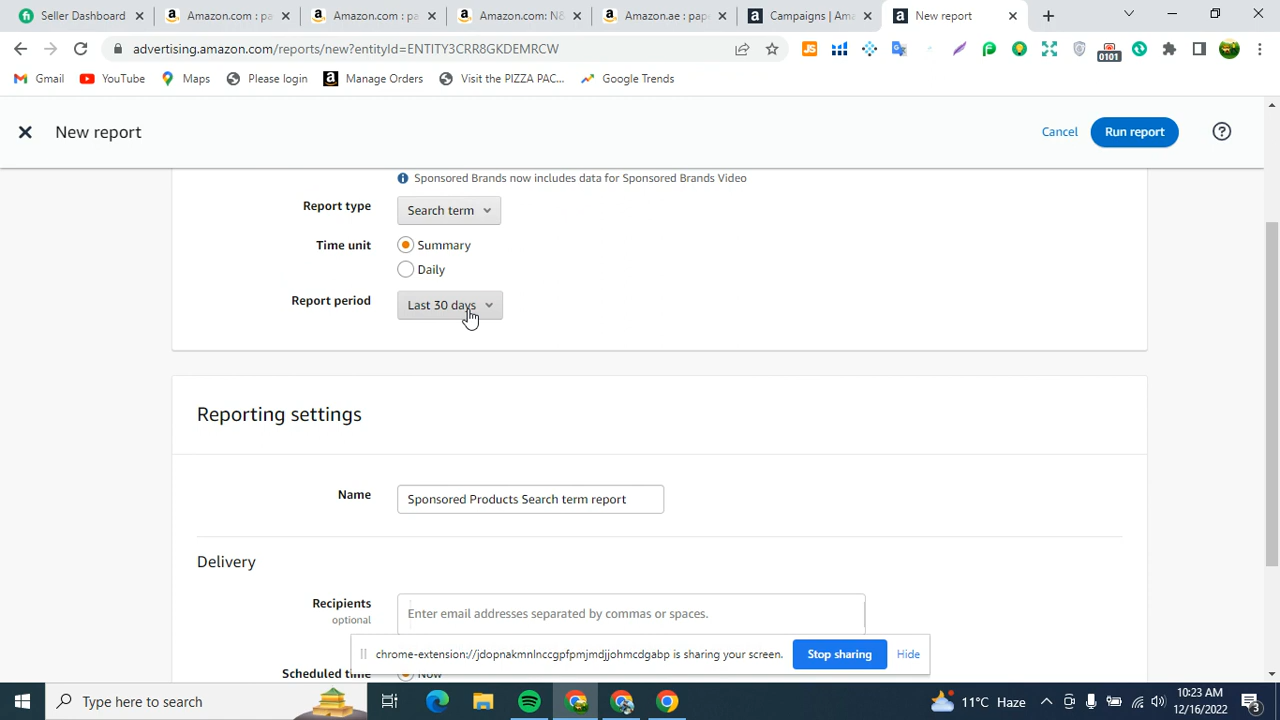 Seller Dashboard
Amazon.com : pa
Amazon.com : pa
Amazon.com: N8
Amazon.ae : pape
Campaigns | Ama
New report
advertising.amazon.com/reports/new?entityId=ENTITY3CRR8GKDEMRCW
0101
Gmail
YouTube
Maps
Please login
Manage Orders
Visit the PIZZA PAC...
Google Trends
New report
Cancel
Run report
Sponsored Brands now includes data for Sponsored Brands Video
Report type
Search term
Time unit
Summary
Daily
Report period
Last 30 days
Reporting settings
Name
Sponsored Products Search term report
Delivery
Recipients
optional
Enter email addresses separated by commas or spaces.
chrome-extension://jdopnakmnlnccgpfpmjmdjjohmcdgabp is sharing your screen.
Stop sharing
Hide
Scheduled time
Now
Type here to search
11°C Haze
10:23 AM
12/16/2022
3